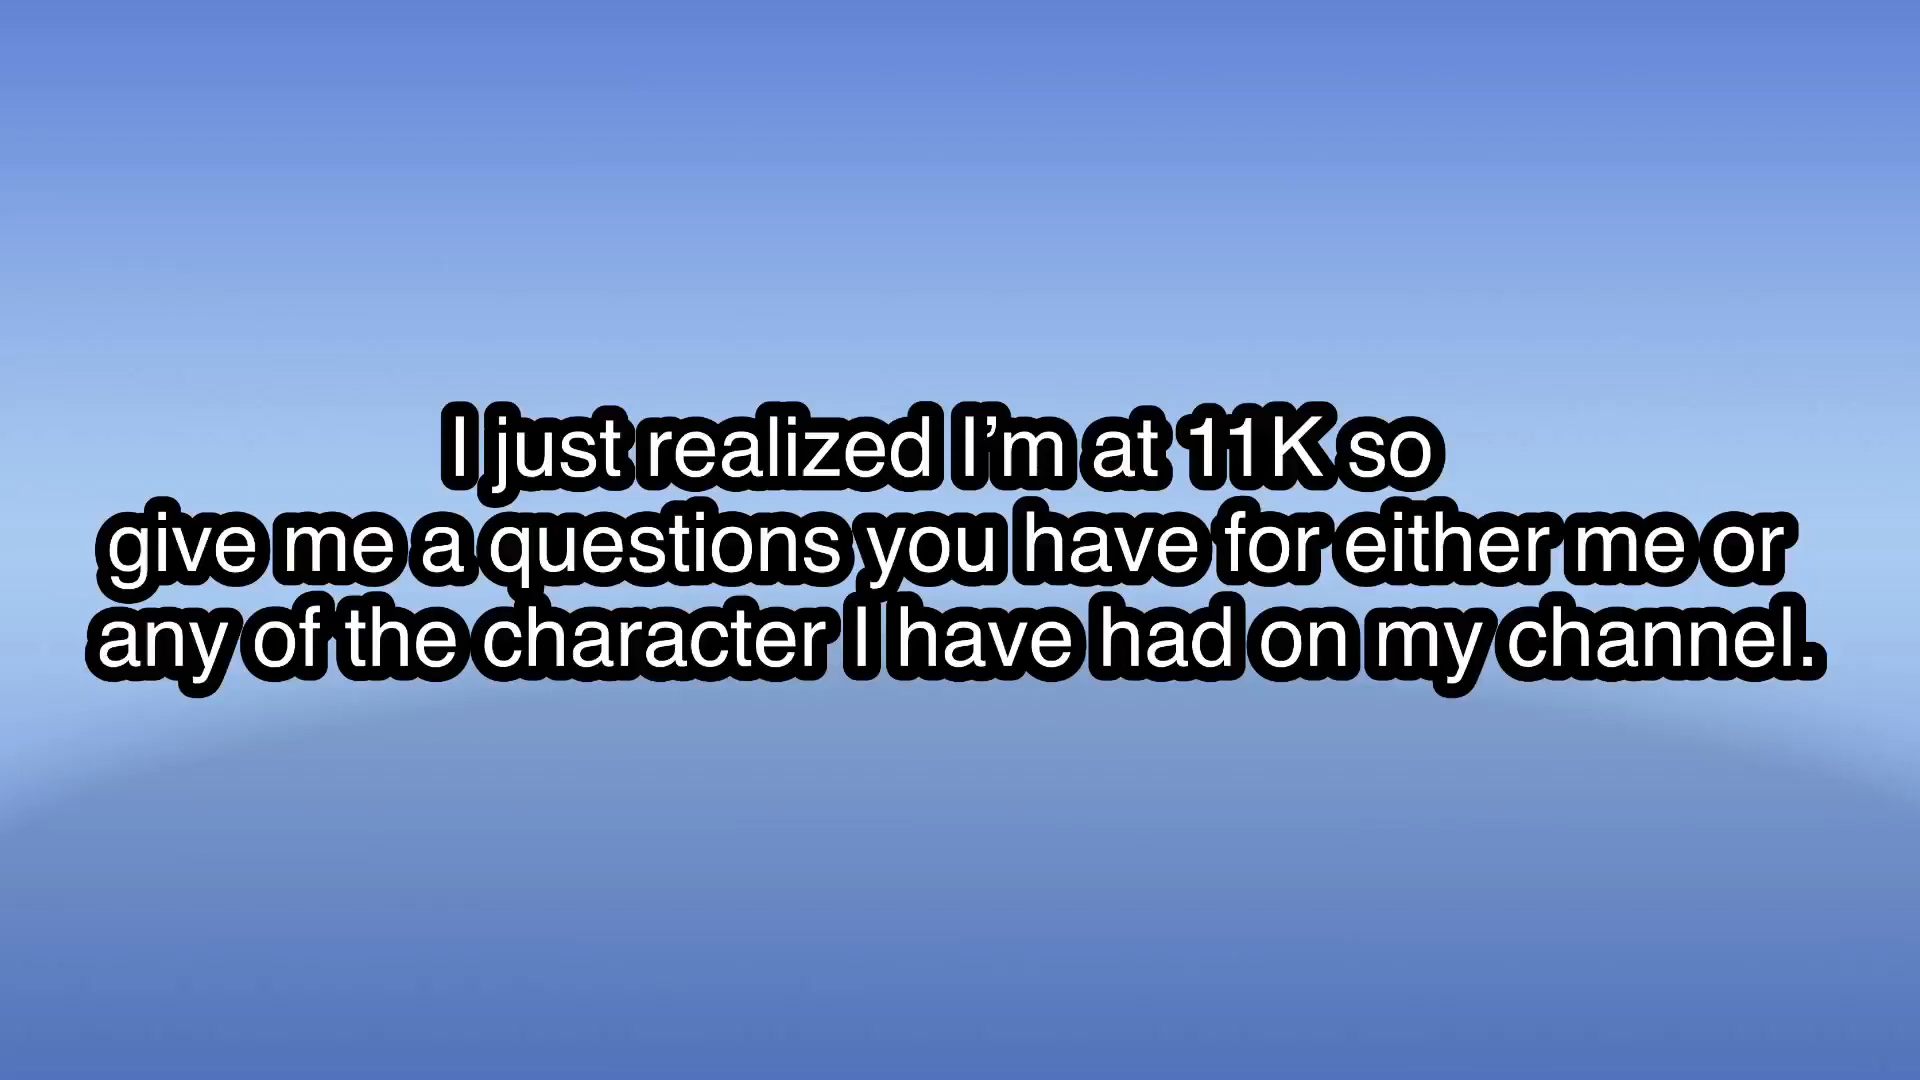 I just realized I’m at 11K so
give me a questions you have for either me or
any of the character I have had on my channel.